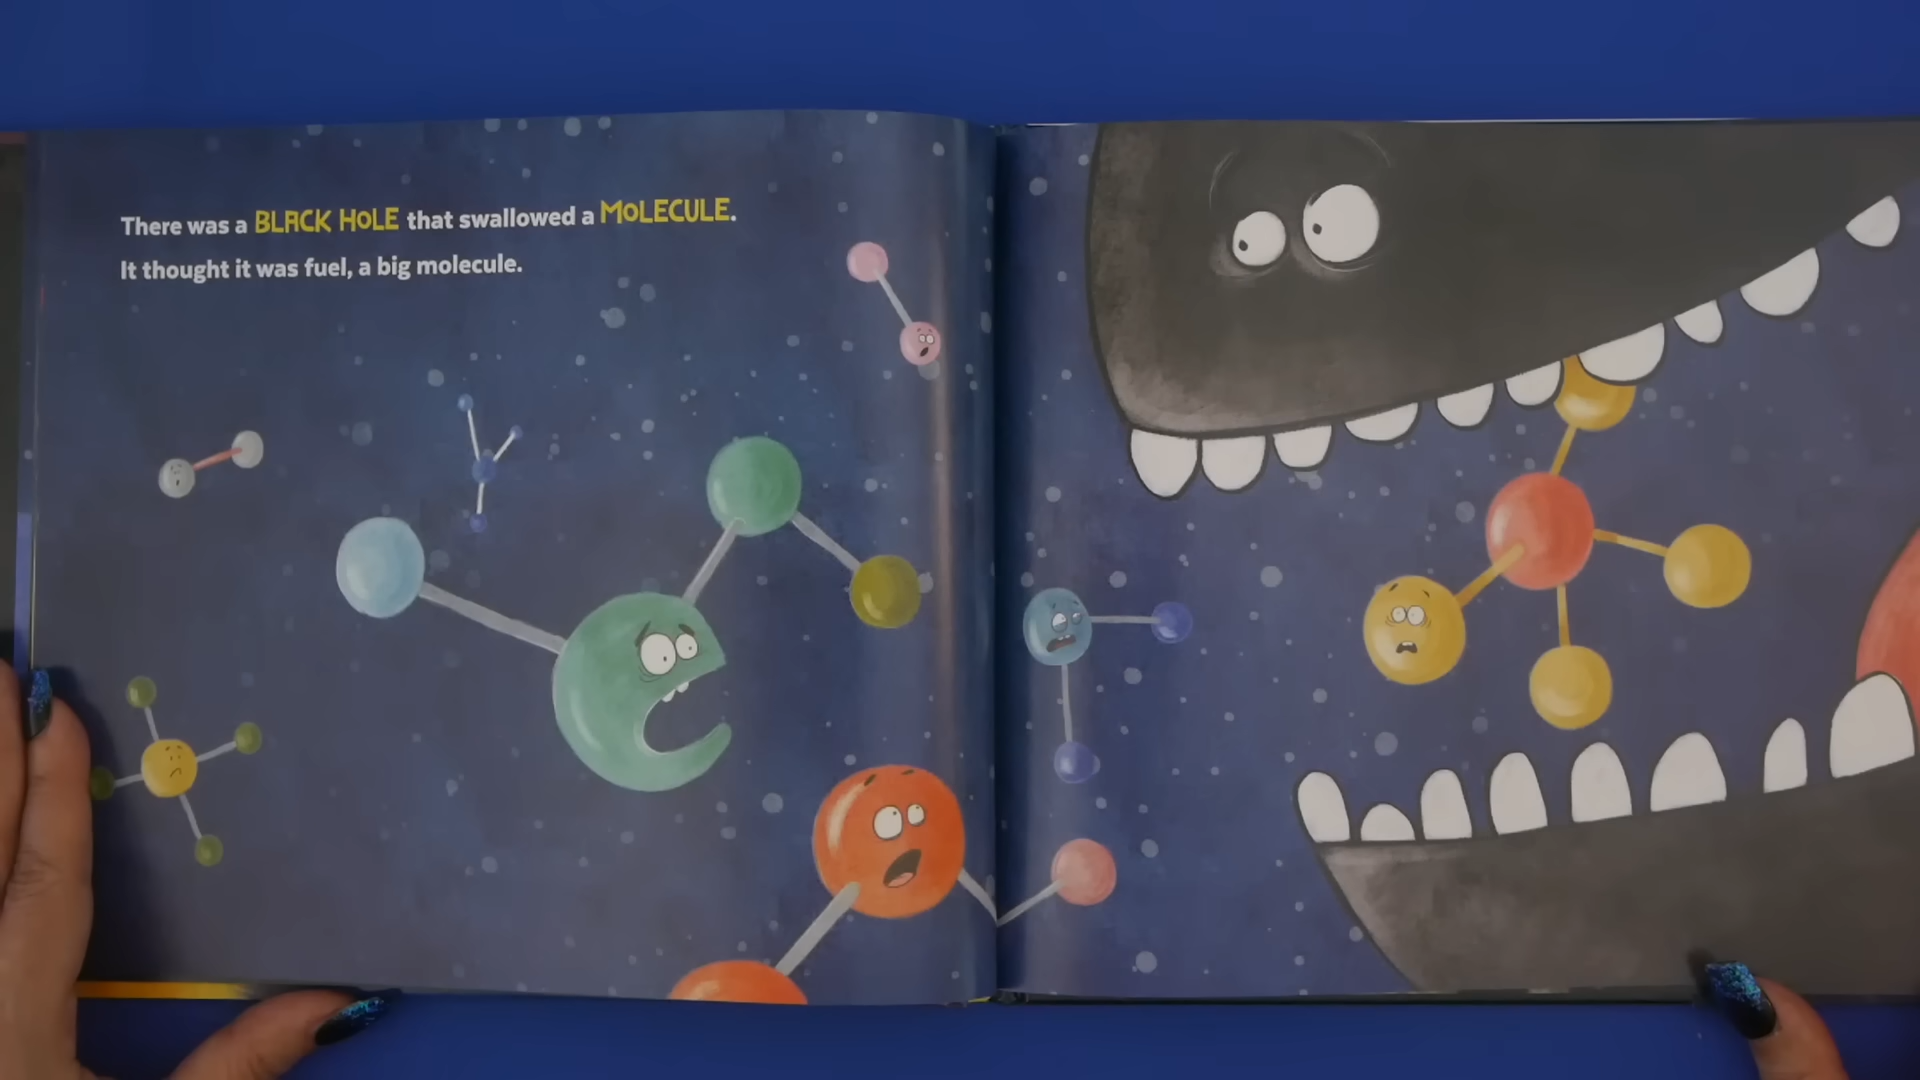 There was a BLACK HOLE that swallowed a MOLECULE.
It thought it was fuel, a big molecule.